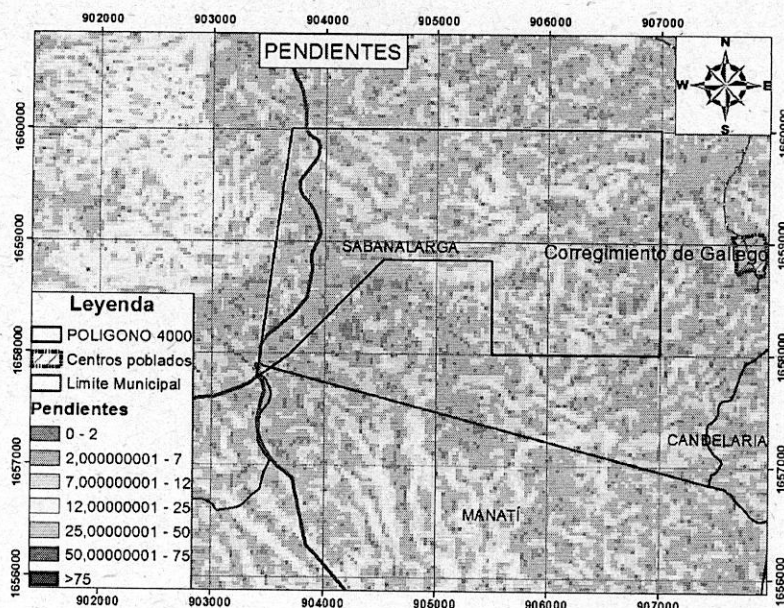 902000 903000 904000 905000 906000 907000
PENDIENTES
N
W E
S
1660000 1660000
1659000 1659000
SABANALARGA
Corregimiento de Gallego
Leyenda
POLIGONO 4000
Centros poblados
Limite Municipal
Pendientes
0 - 2
2,000000001 - 7
7,000000001 - 12
12,00000001 - 25
25,00000001 - 50
50,00000001 - 75
>75
1658000
1657000 1657000
CANDELARIA
MANATÍ
1656000
902000 903000 904000 905000 906000 907000